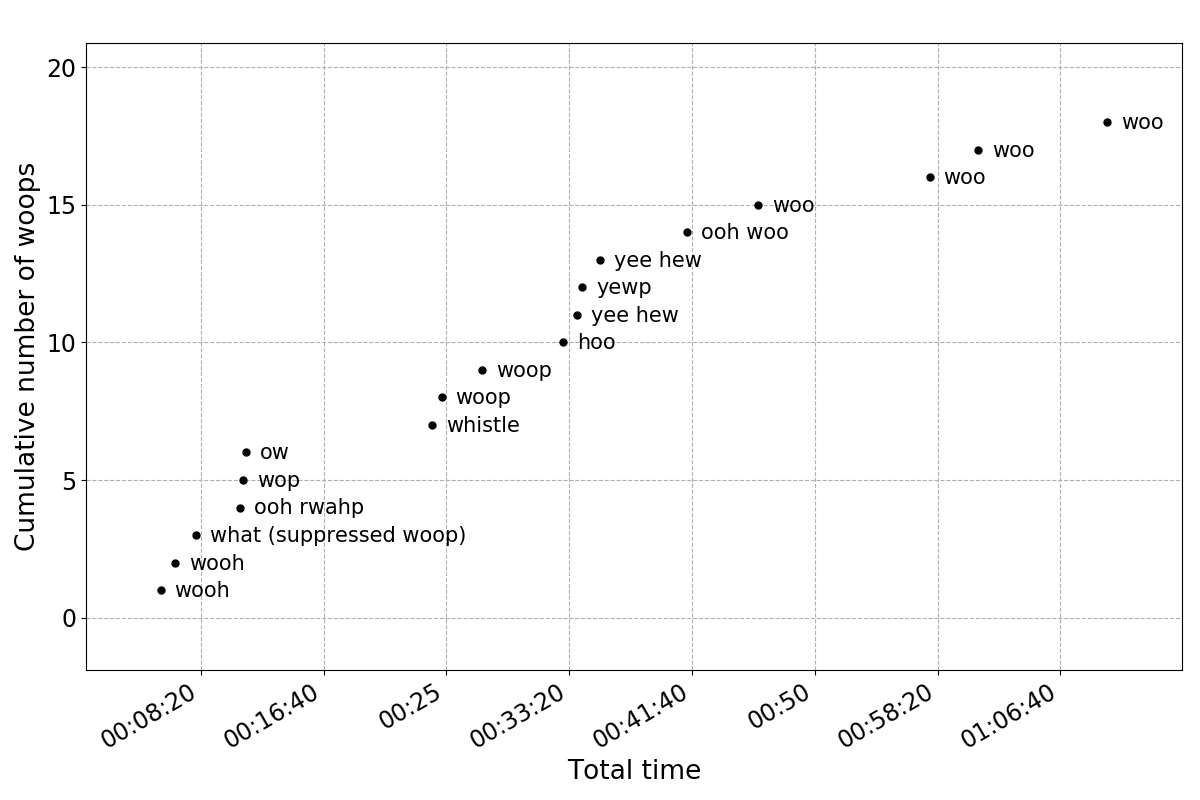 20
woo
woo
woo
15
woo
ooh woo
yee hew
yewp
yee hew
10
hoo
woop
woop
whistle
ow
5
wop
ooh rwahp
what (suppressed woop)
wooh
wooh
0
Cumulative number of woops
00:08:20
00:16:40
00:25
00:33:20
00:41:40
00:50
00:58:20
01:06:40
Total time